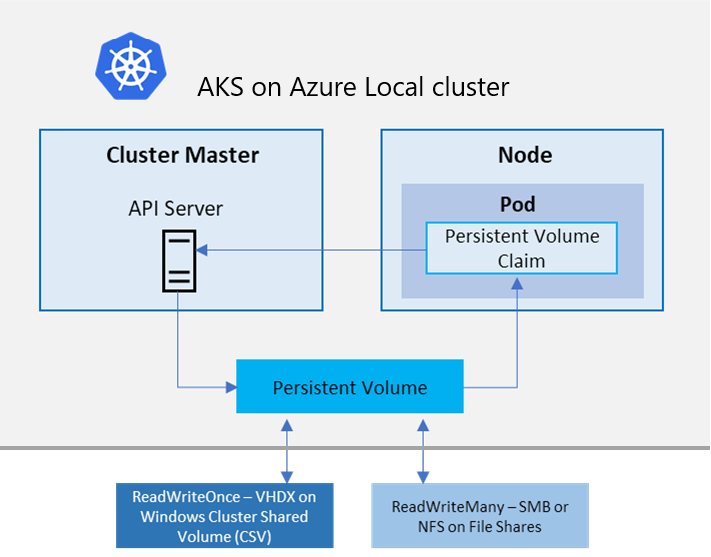 AKS on Azure Local cluster
Cluster Master
Node
API Server
Pod
Persistent Volume
Claim
Persistent Volume
ReadWriteOnce – VHDX on
Windows Cluster Shared
Volume (CSV)
ReadWriteMany – SMB or
NFS on File Shares